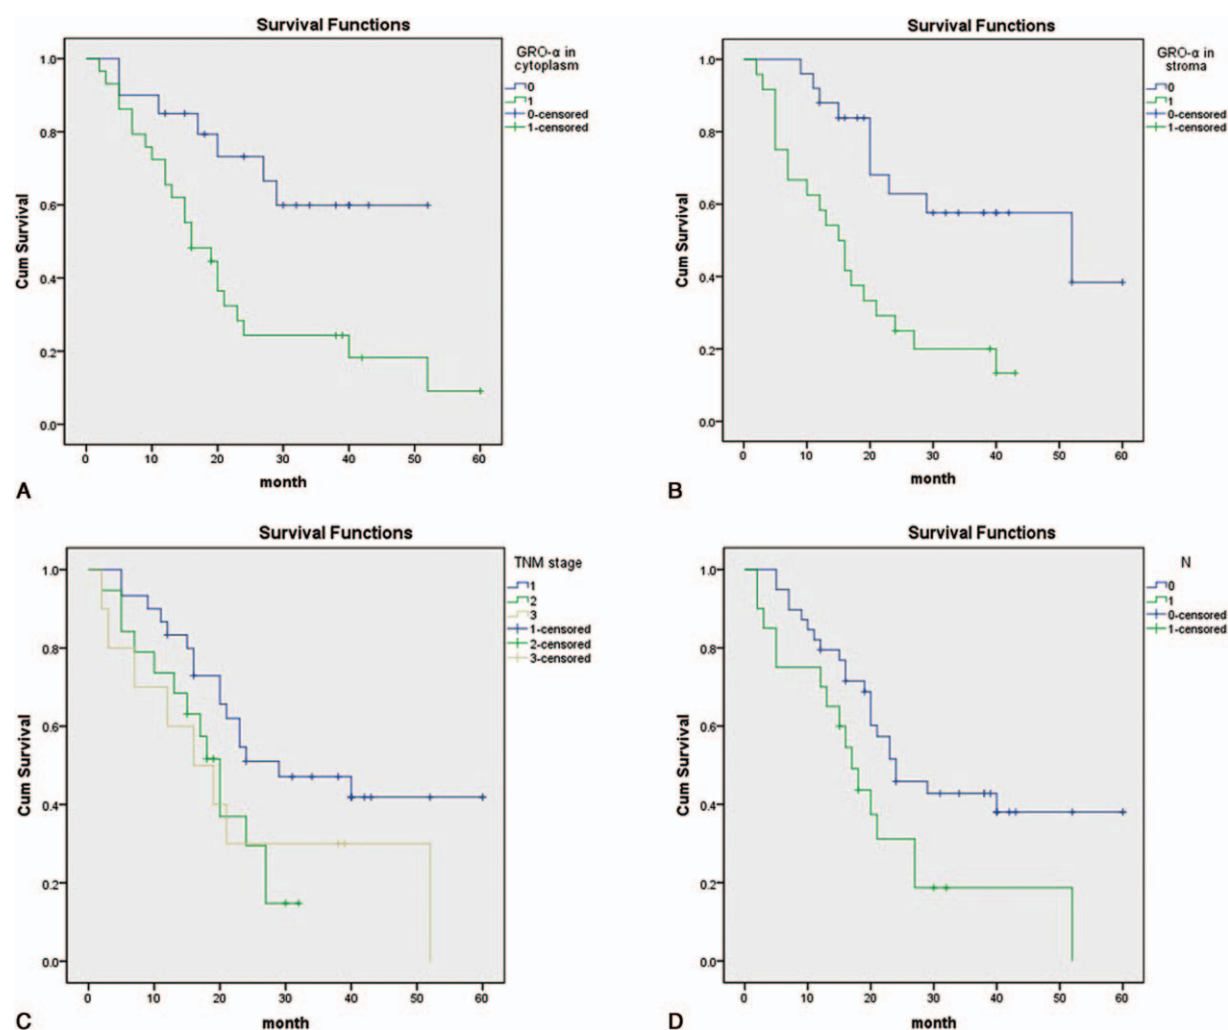 Survival Functions
GRO-α in
cytoplasm
0
1
0-censored
1-censored
1.0
0.8
0.6
0.4
0.2
0.0
Cum Survival
0 10 20 30 40 50 60
month
A
Survival Functions
GRO-α in
stroma
0
1
0-censored
1-censored
1.0
0.8
0.6
0.4
0.2
0.0
Cum Survival
0 10 20 30 40 50 60
month
B
Survival Functions
TNM stage
1
2
3
1-censored
2-censored
3-censored
1.0
0.8
0.6
0.4
0.2
0.0
Cum Survival
0 10 20 30 40 50 60
month
C
Survival Functions
N
0
1
0-censored
1-censored
1.0
0.8
0.6
0.4
0.2
0.0
Cum Survival
0 10 20 30 40 50 60
month
D